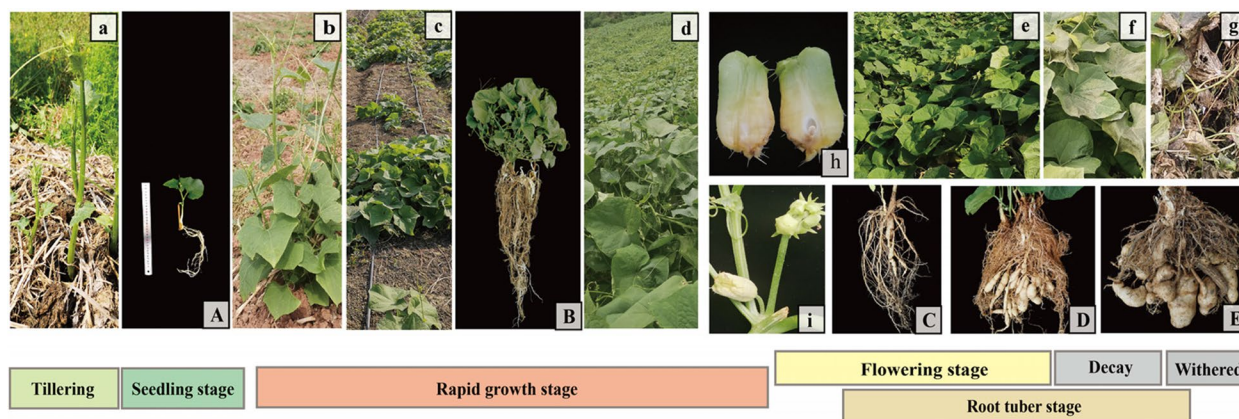 a
b
c
d
e
f
g
h
A
B
i
C
D
E
Tillering
Seedling stage
Rapid growth stage
Flowering stage
Decay
Withered
Root tuber stage